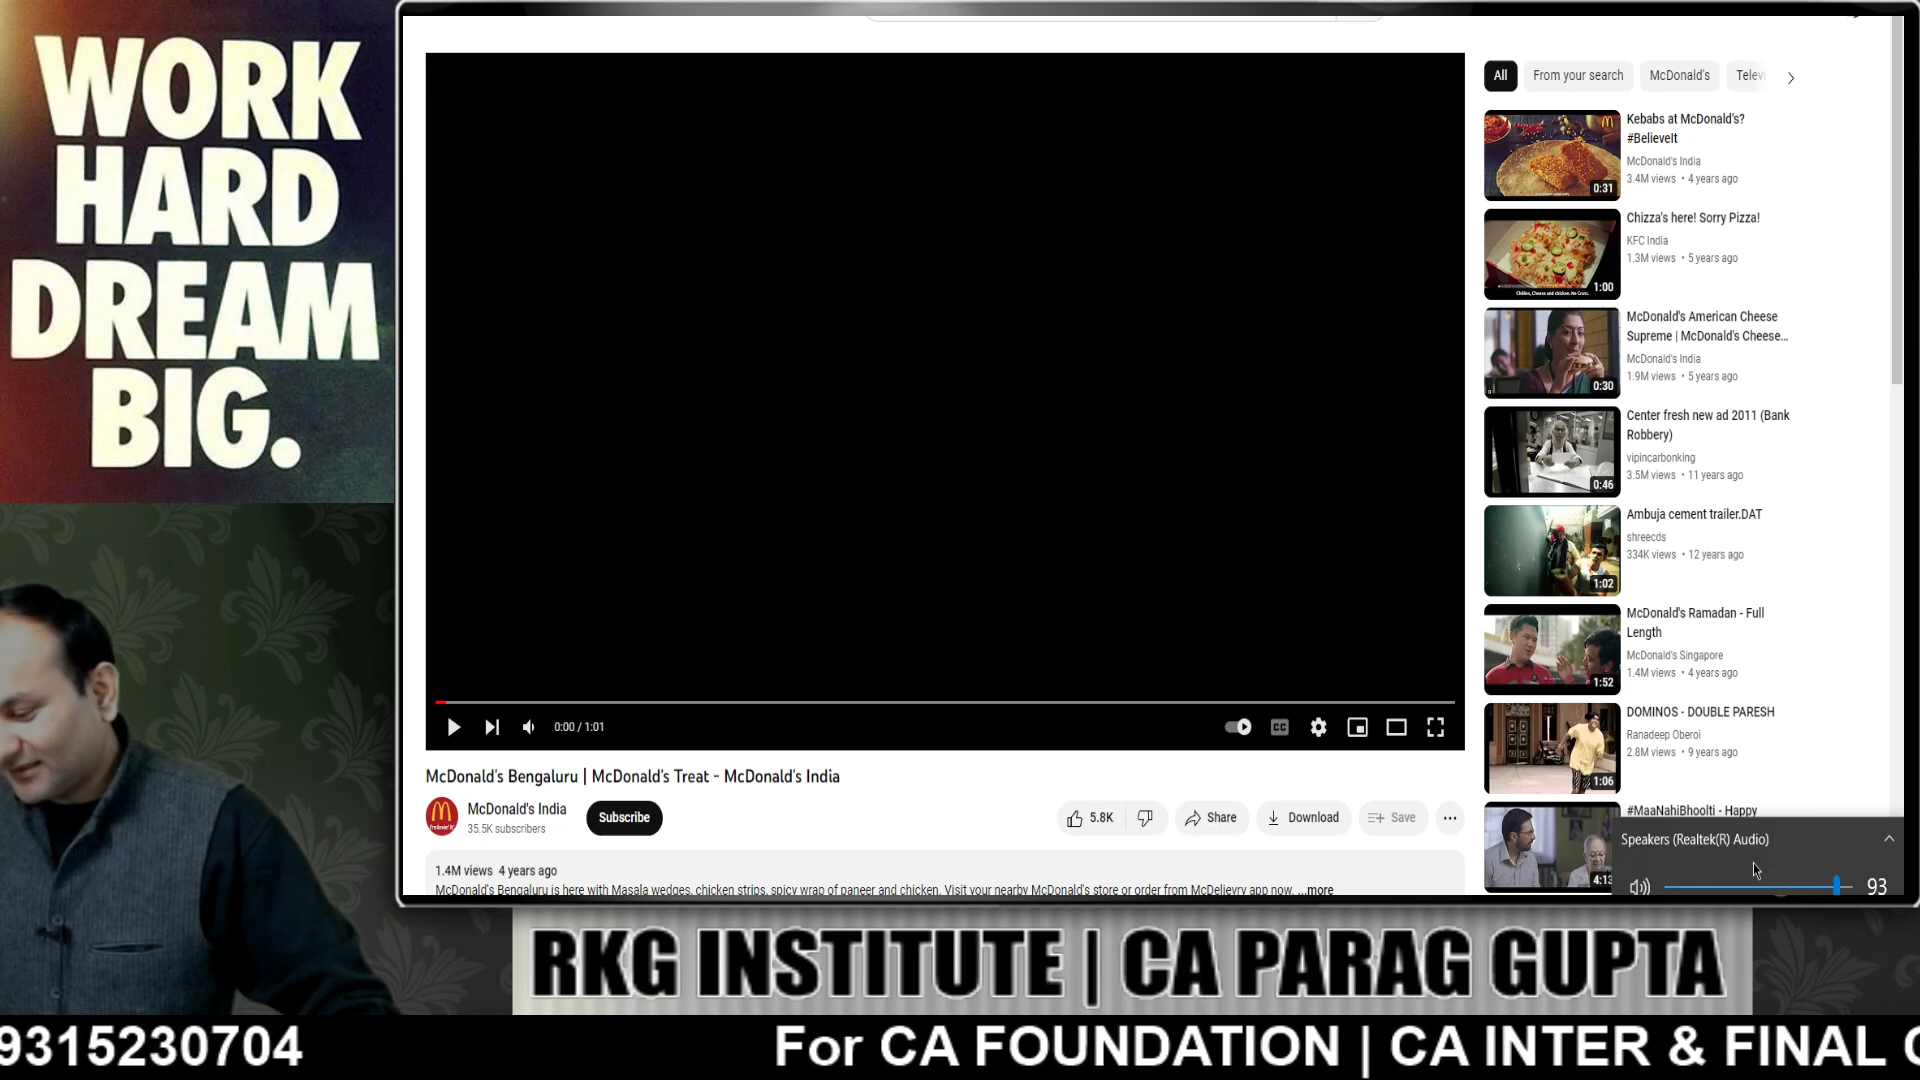 WORK
HARD
DREAM
BIG.
All
From your search
McDonald's
Televi
0:00 / 1:01
CC
McDonald's Bengaluru | McDonald's Treat - McDonald's India
McDonald's India
35.5K subscribers
Subscribe
5.8K
Share
Download
Save
1.4M views 4 years ago
McDonald's Bengaluru is here with Masala wedges, chicken strips, spicy wrap of paneer and chicken. Visit your nearby McDonald's store or order from McDelievry app now. ...more
0:31
Kebabs at McDonald's?
#BelieveIt
McDonald's India
3.4M views • 4 years ago
Chillies, Cheese and chicken. No Crust.
1:00
Chizza's here! Sorry Pizza!
KFC India
1.3M views • 5 years ago
0:30
McDonald's American Cheese
Supreme | McDonald's Cheese...
McDonald's India
1.9M views • 5 years ago
0:46
Center fresh new ad 2011 (Bank
Robbery)
vipincarbonking
3.5M views • 11 years ago
1:02
Ambuja cement trailer.DAT
shreecds
334K views • 12 years ago
1:52
McDonald's Ramadan - Full
Length
McDonald's Singapore
1.4M views • 4 years ago
1:06
DOMINOS - DOUBLE PARESH
Ranadeep Oberoi
2.8M views • 9 years ago
4:13
#MaaNahiBhoolti - Happy
Speakers (Realtek(R) Audio)
93
RKG INSTITUTE | CA PARAG GUPTA
9315230704 For CA FOUNDATION | CA INTER & FINAL